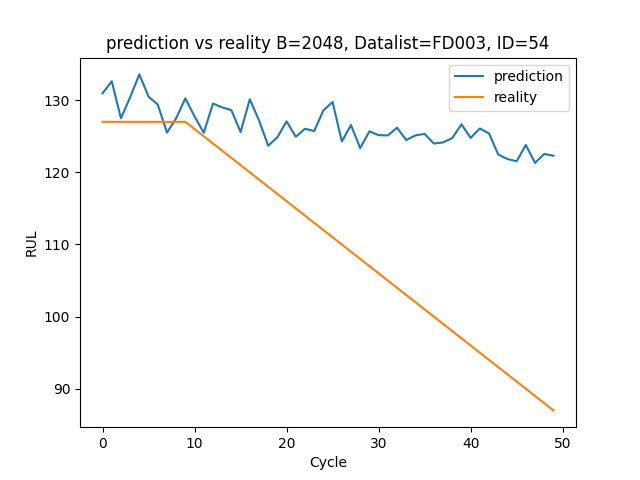 prediction vs reality B=2048, Datalist=FD003, ID=54
prediction
reality
RUL
130
120
110
100
90
0 10 20 30 40 50
Cycle